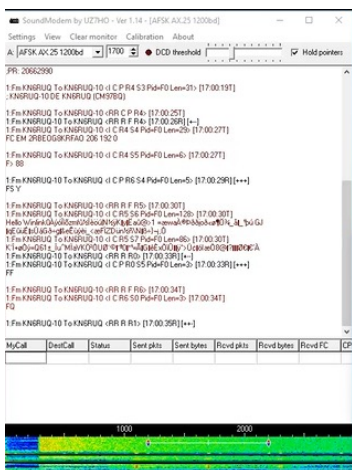 SoundModem by UZ7HO - Ver 1.14 - [AFSK AX.25 1200bd]
Settings View Clear monitor Calibration About
A: AFSK AX.25 1200bd 1700 DCD threshold Hold pointers
;PR: 20662990
1:Fm KN6RUQ To KN6RUQ-10 <I C P R4 S3 Pid=F0 Len=31> [17:00:19T]
; KN6RUQ-10 DE KN6RUQ (CM97BQ)
1:Fm KN6RUQ-10 To KN6RUQ <RR C P R4> [17:00:25T]
1:Fm KN6RUQ To KN6RUQ-10 <RR R F R4> [17:00:26R] [+-]
1:Fm KN6RUQ To KN6RUQ-10 <I C R4 S4 Pid=F0 Len=29> [17:00:27T]
FC EM 2RBEOG9KRFAO 206 192 0
1:Fm KN6RUQ To KN6RUQ-10 <I C R4 S5 Pid=F0 Len=6> [17:00:27T]
F> 88
1:Fm KN6RUQ-10 To KN6RUQ <I C P R6 S4 Pid=F0 Len=5> [17:00:29R] [+++]
FS Y
1:Fm KN6RUQ To KN6RUQ-10 <RR R F R5> [17:00:30T]
1:Fm KN6RUQ To KN6RUQ-10 <I C R5 S6 Pid=F0 Len=128> [17:00:30T]
1:Fm KN6RUQ To KN6RUQ-10 <I C R5 S7 Pid=F0 Len=86> [17:00:30T]
1:Fm KN6RUQ-10 To KN6RUQ <RR R R0> [17:00:33R] [++-]
1:Fm KN6RUQ-10 To KN6RUQ <I C P R0 S5 Pid=F0 Len=3> [17:00:33R] [+++]
FF
1:Fm KN6RUQ To KN6RUQ-10 <RR R F R6> [17:00:34T]
1:Fm KN6RUQ To KN6RUQ-10 <I C R6 S0 Pid=F0 Len=3> [17:00:34T]
FQ
1:Fm KN6RUQ-10 To KN6RUQ <RR R R1> [17:00:35R] [++-]
MyCall DestCall Status Sent pkts Sent bytes Rcvd pkts Rcvd bytes Rcvd FC CP
1000 2000